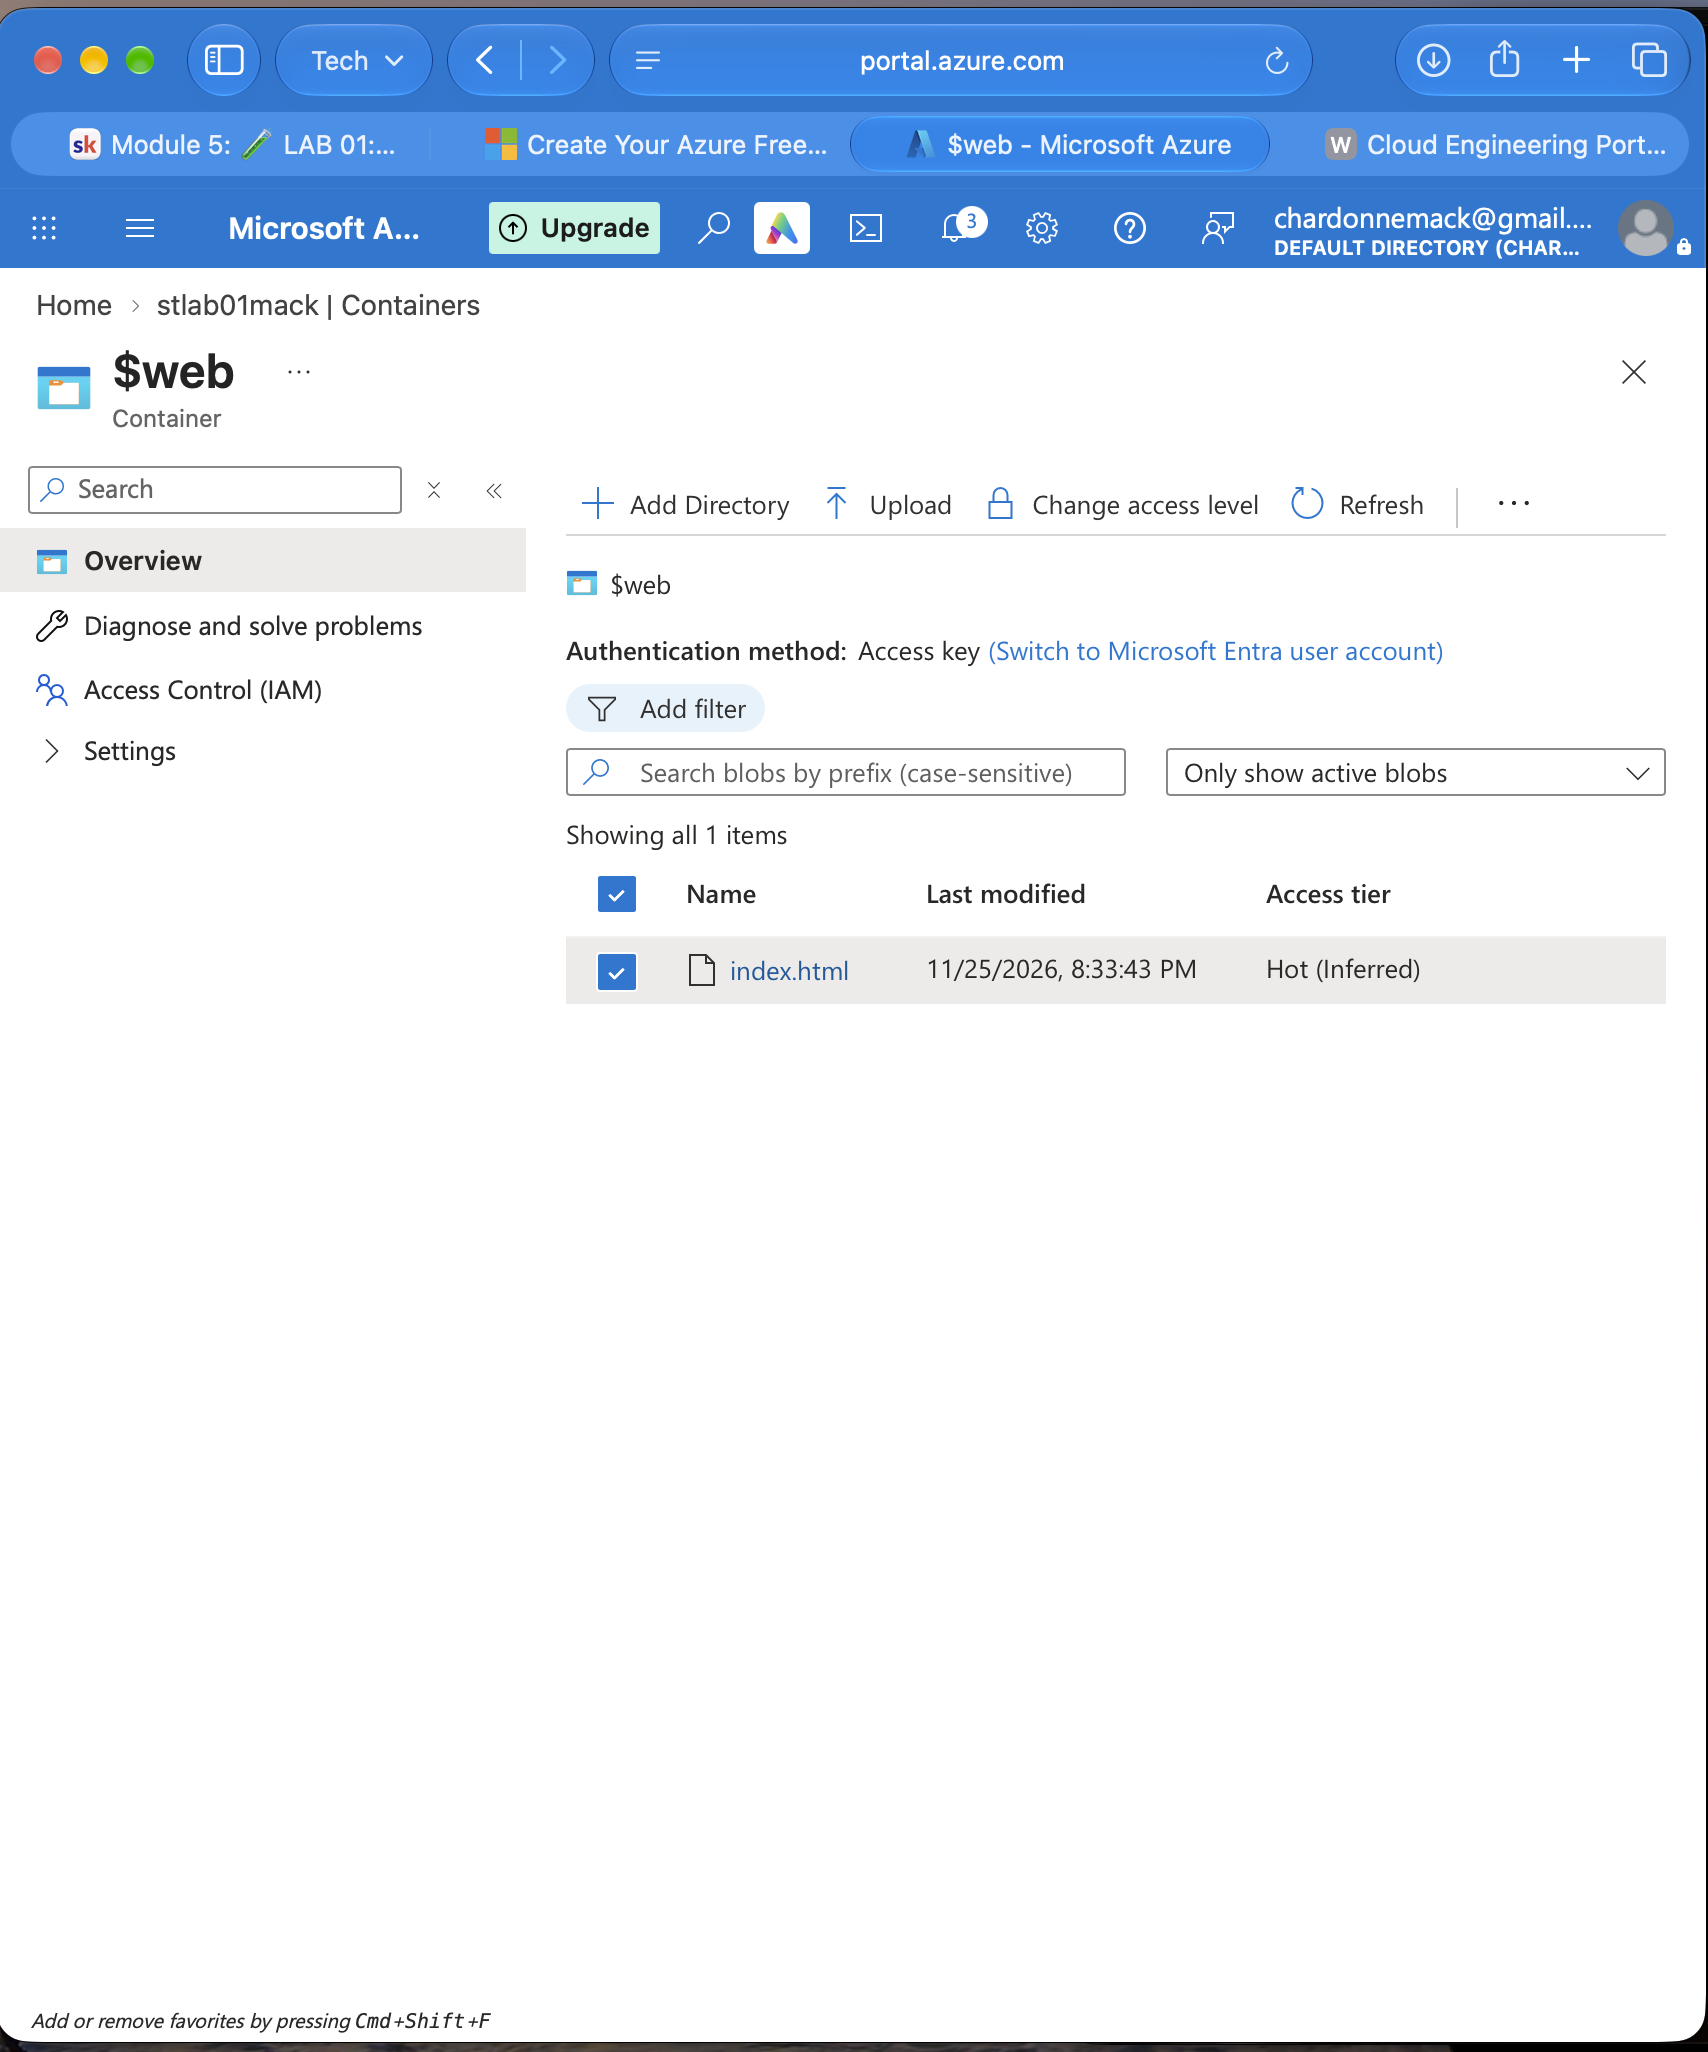 Tech
portal.azure.com
sk Module 5: LAB 01:...
Create Your Azure Free...
$web - Microsoft Azure
W Cloud Engineering Port...
Microsoft A...
Upgrade
3
chardonnemack@gmail....
DEFAULT DIRECTORY (CHAR...
Home > stlab01mack | Containers
$web ...
Container
Search
Add Directory
Upload
Change access level
Refresh
...
Overview
Diagnose and solve problems
Access Control (IAM)
Settings
$web
Authentication method: Access key (Switch to Microsoft Entra user account)
Add filter
Search blobs by prefix (case-sensitive)
Only show active blobs
Showing all 1 items
Name Last modified Access tier
index.html 11/25/2026, 8:33:43 PM Hot (Inferred)
Add or remove favorites by pressing Cmd+Shift+F